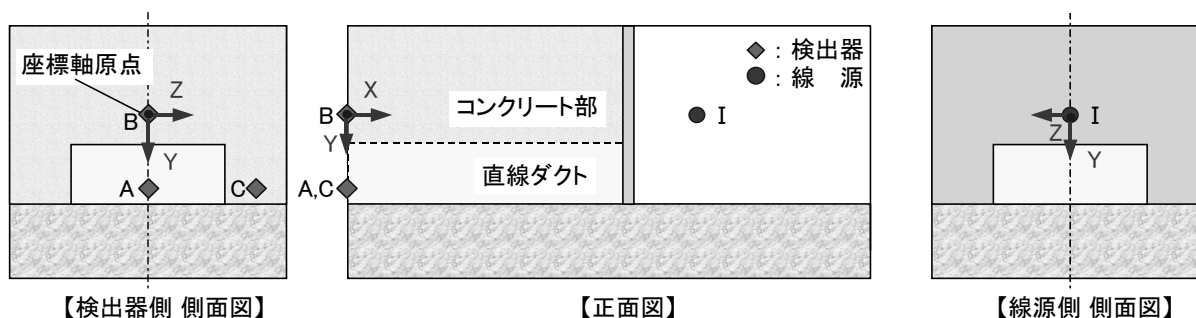 座標軸原点
Z
B
Y
A
C
【検出器側 側面図】
B
X
Y
A,C
コンクリート部
直線ダクト
：検出器
：線　源
I
【正面図】
I
Z
Y
【線源側 側面図】